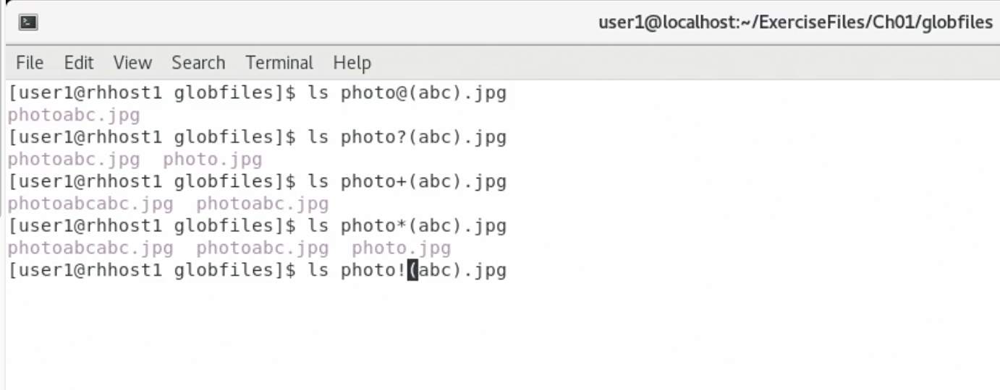 user1@localhost:~/ExerciseFiles/Ch01/globfiles
File Edit View Search Terminal Help
[user1@rhhost1 globfiles]$ ls photo@(abc).jpg
photoabc.jpg
[user1@rhhost1 globfiles]$ ls photo?(abc).jpg
photoabc.jpg  photo.jpg
[user1@rhhost1 globfiles]$ ls photo+(abc).jpg
photoabcabc.jpg  photoabc.jpg
[user1@rhhost1 globfiles]$ ls photo*(abc).jpg
photoabcabc.jpg  photoabc.jpg  photo.jpg
[user1@rhhost1 globfiles]$ ls photo!(abc).jpg